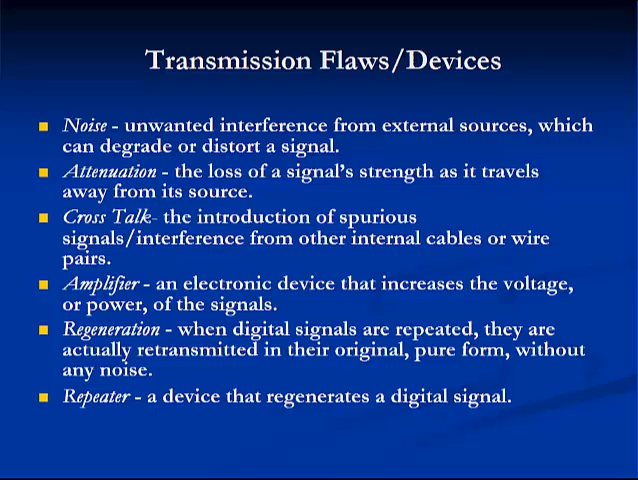 Transmission Flaws/Devices
Noise - unwanted interference from external sources, which
can degrade or distort a signal.
Attenuation - the loss of a signal's strength as it travels
away from its source.
Cross Talk- the introduction of spurious
signals/interference from other internal cables or wire
pairs.
Amplifier - an electronic device that increases the voltage,
or power, of the signals.
Regeneration - when digital signals are repeated, they are
actually retransmitted in their original, pure form, without
any noise.
Repeater - a device that regenerates a digital signal.